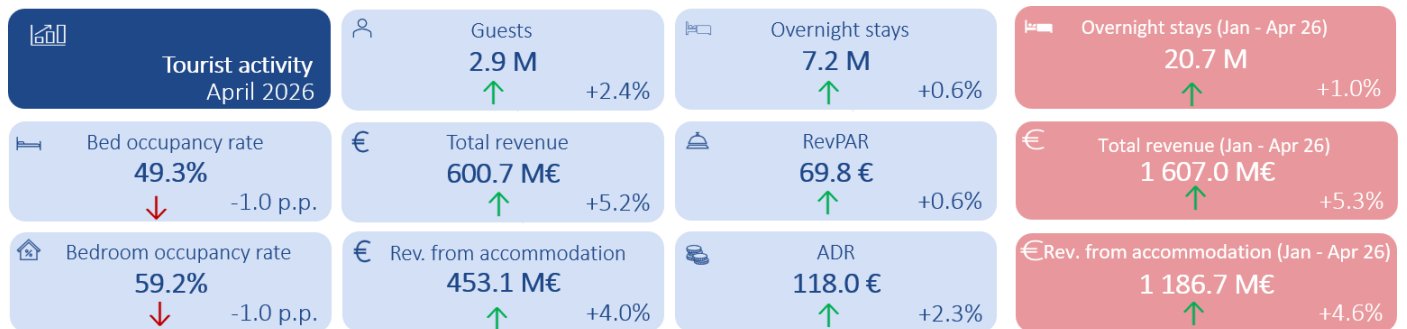 Tourist activity
April 2026
Guests
2.9 M
+2.4%
Overnight stays
7.2 M
+0.6%
Overnight stays (Jan - Apr 26)
20.7 M
+1.0%
Bed occupancy rate
49.3%
-1.0 p.p.
€
Total revenue
600.7 M€
+5.2%
RevPAR
69.8 €
+0.6%
€
Total revenue (Jan - Apr 26)
1 607.0 M€
+5.3%
%
Bedroom occupancy rate
59.2%
-1.0 p.p.
€ Rev. from accommodation
453.1 M€
+4.0%
ADR
118.0 €
+2.3%
€Rev. from accommodation (Jan - Apr 26)
1 186.7 M€
+4.6%